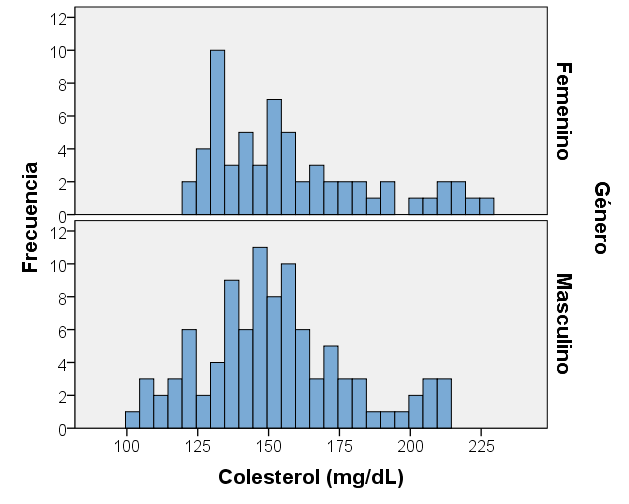 12
10
8
6
4
2
0
Femenino
12
10
8
6
4
2
0
Masculino
Frecuencia
Género
100 125 150 175 200 225
Colesterol (mg/dL)